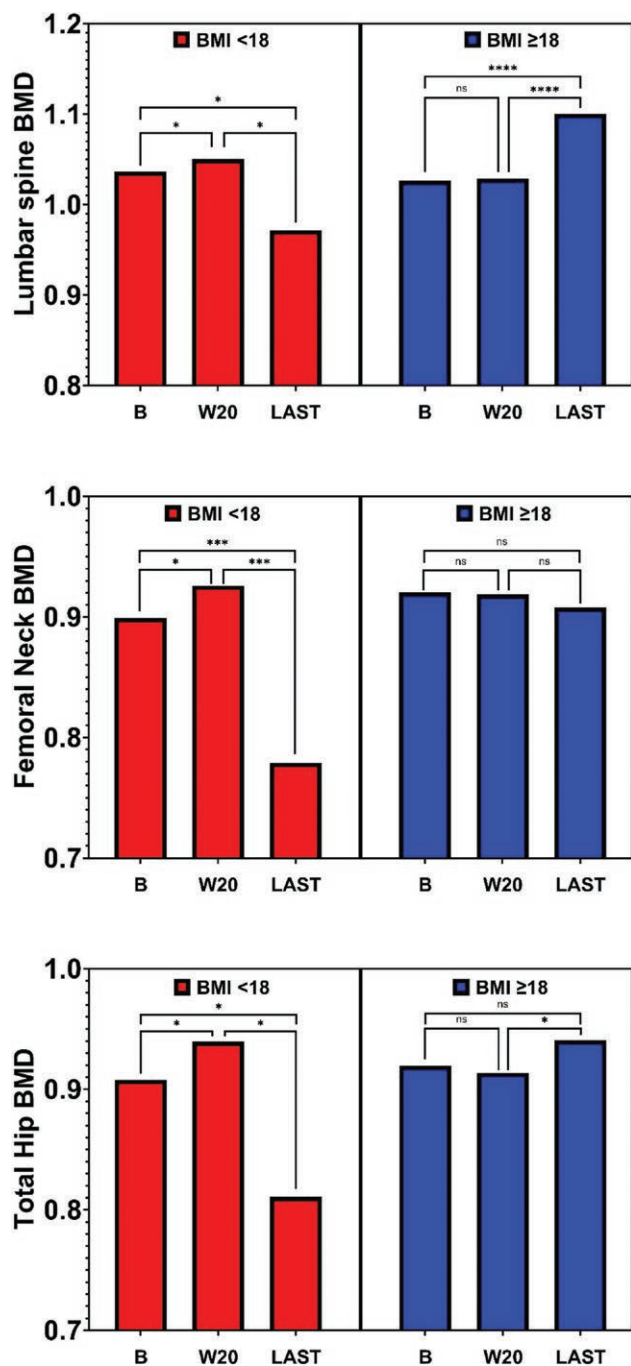 Lumbar spine BMD
1.2
1.1
1.0
0.9
0.8
BMI <18
*
* *
B W20 LAST
BMI ≥18
****
ns ****
B W20 LAST
Femoral Neck BMD
1.0
0.9
0.8
0.7
BMI <18
***
* ***
B W20 LAST
BMI ≥18
ns
ns ns
B W20 LAST
Total Hip BMD
1.0
0.9
0.8
0.7
BMI <18
*
* *
B W20 LAST
BMI ≥18
ns
ns *
B W20 LAST